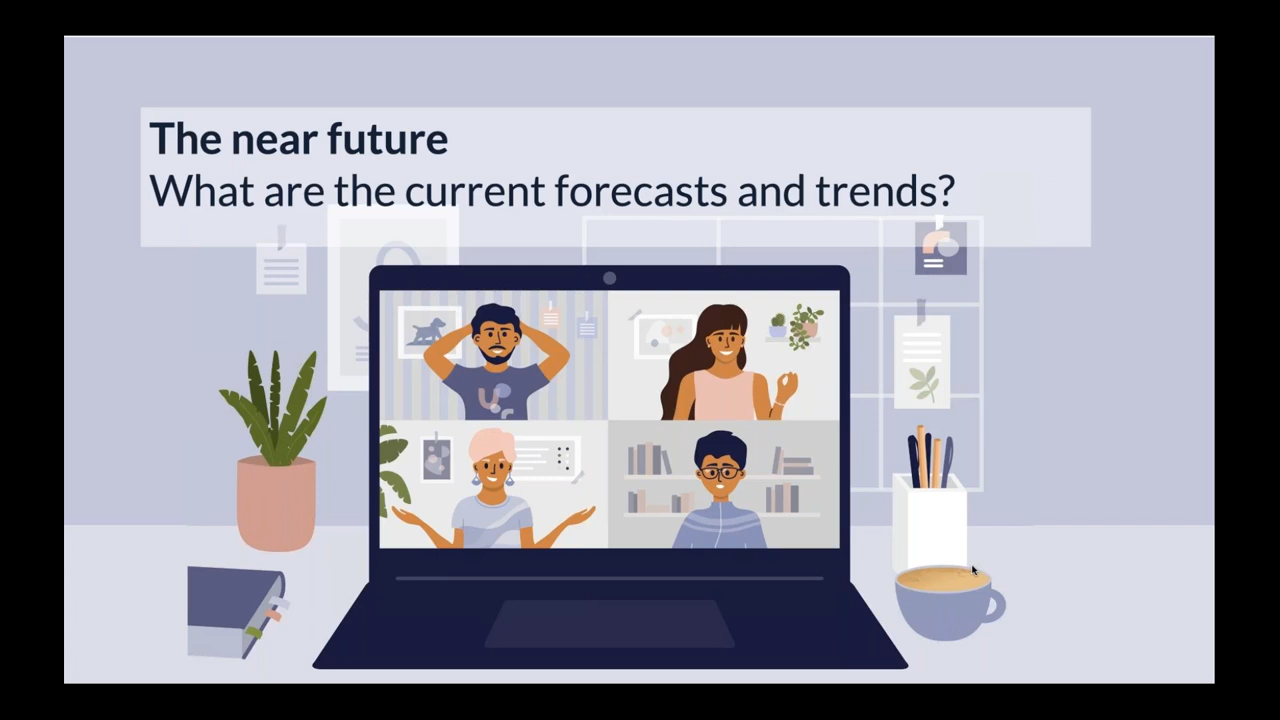 The near future
What are the current forecasts and trends?